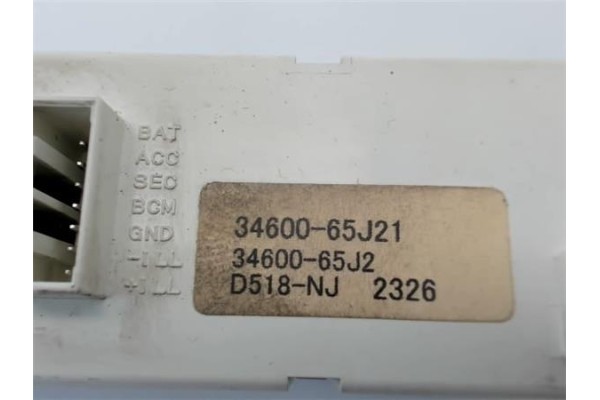 BAT
ACC
SEC
BCM
GND
-ILL
+ILL
34600-65J21
34600-65J2
D518-NJ 2326